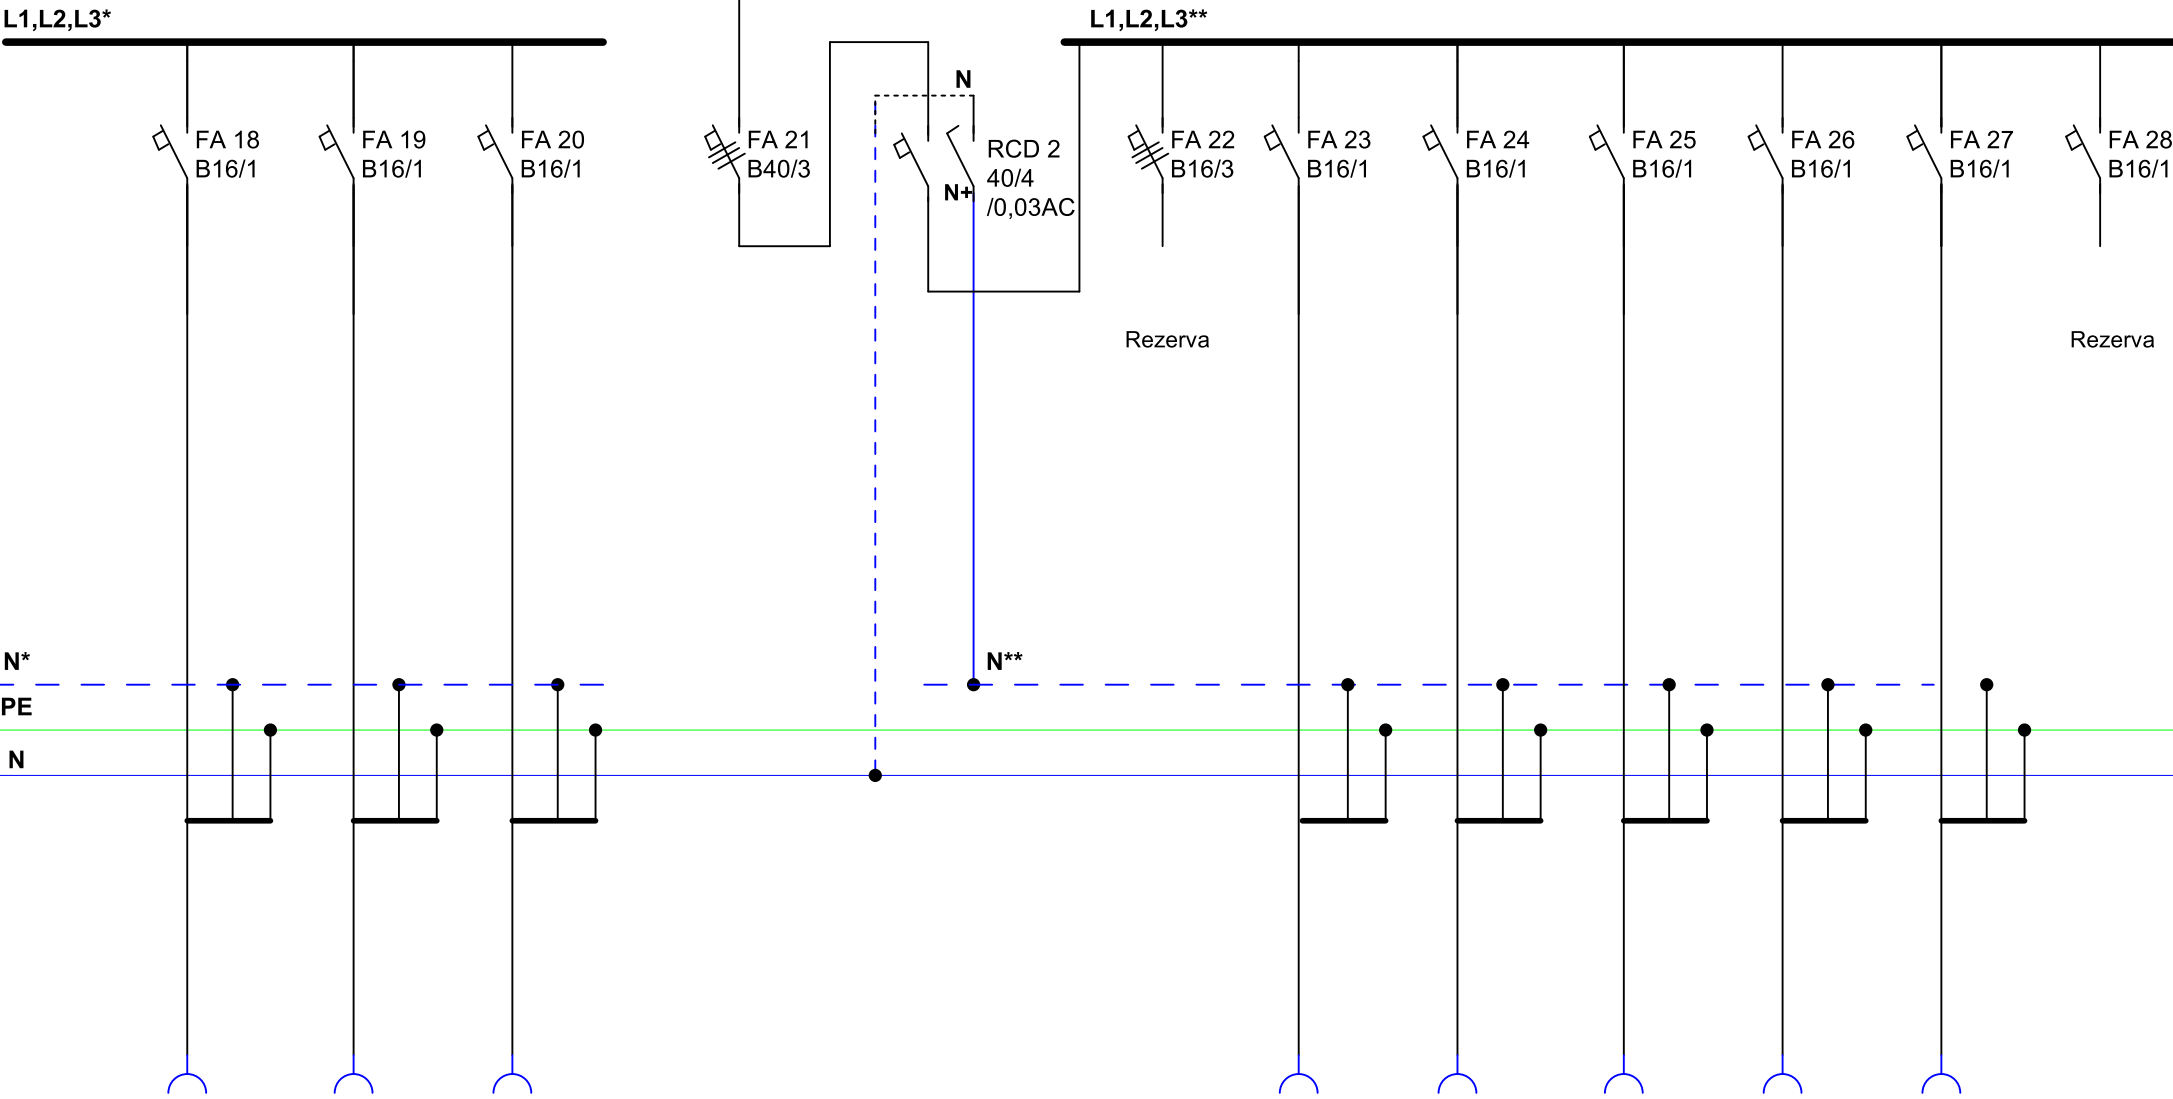 L1,L2,L3*
L1,L2,L3**
N
FA 18
B16/1
FA 19
B16/1
FA 20
B16/1
FA 21
B40/3
RCD 2
40/4
/0,03AC
N+
FA 22
B16/3
FA 23
B16/1
FA 24
B16/1
FA 25
B16/1
FA 26
B16/1
FA 27
B16/1
FA 28
B16/1
Rezerva
Rezerva
N*
N**
PE
N